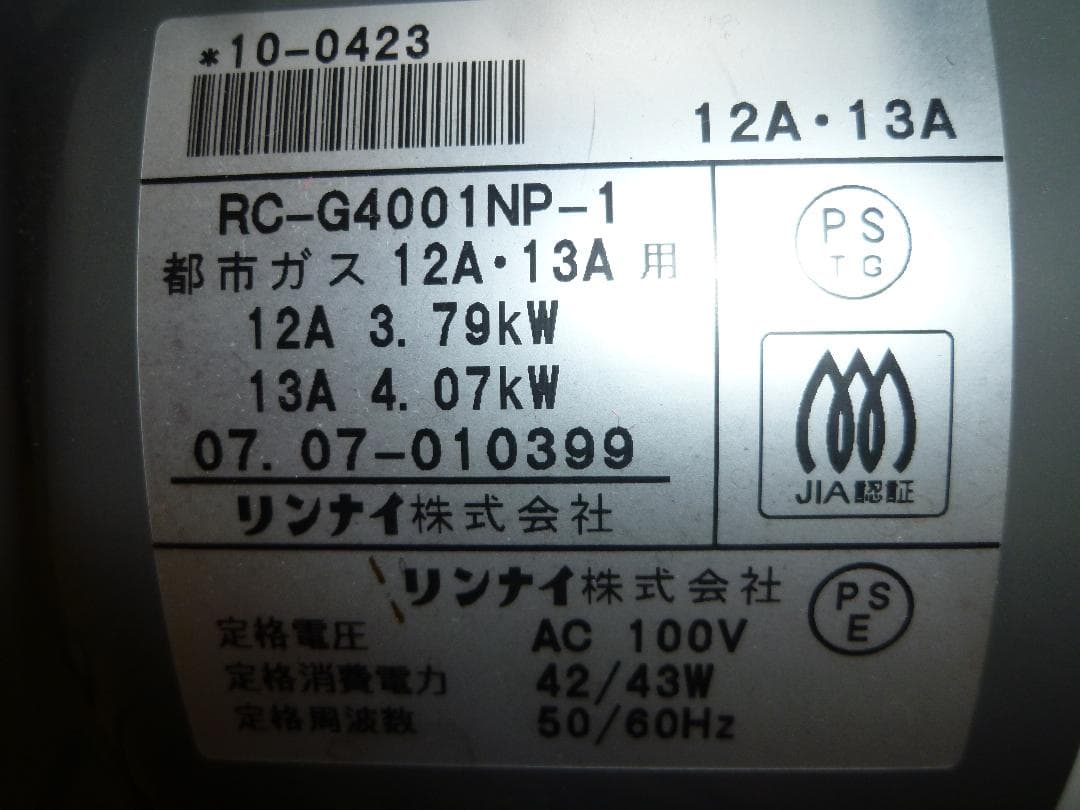 *10-0423
12A・13A
RC-G4001NP-1
都市ガス 12A・13A 用
12A 3.79kW
13A 4.07kW
07.07-010399
リンナイ株式会社
PS
TG
JIA認証
リンナイ株式会社
PS
E
定格電圧 AC 100V
定格消費電力 42/43W
定格周波数 50/60Hz